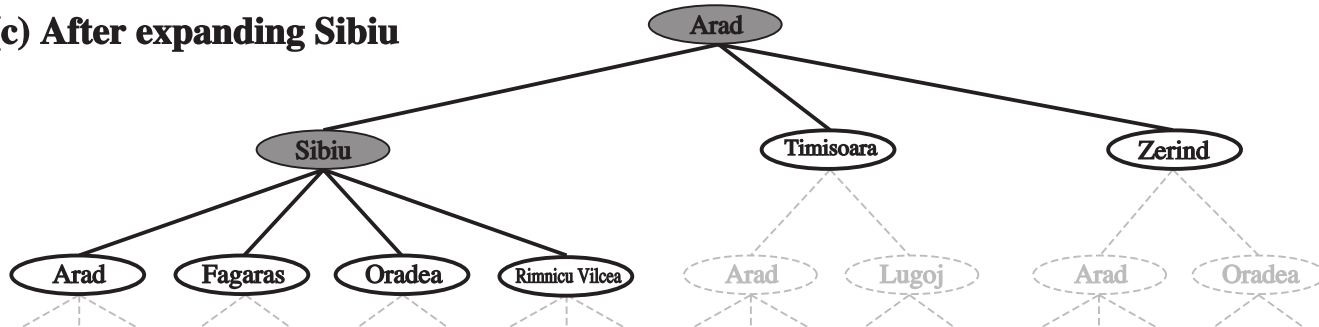 (c) After expanding Sibiu
Arad
Sibiu
Timisoara
Zerind
Arad
Fagaras
Oradea
Rimnicu Vilcea
Arad
Lugoj
Arad
Oradea